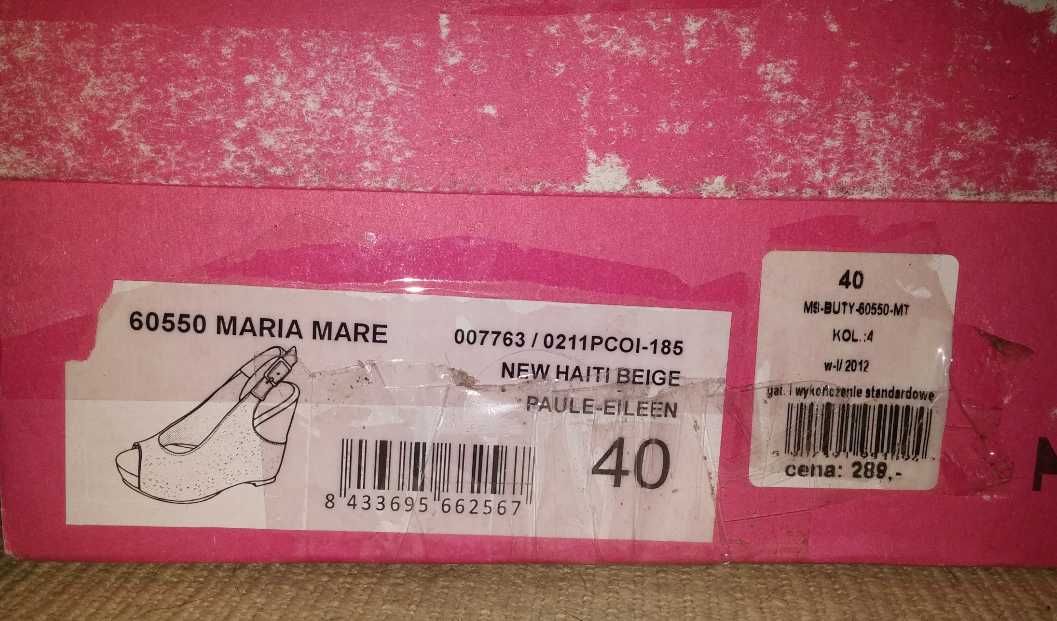 60550 MARIA MARE
007763 / 0211PCOI-185
NEW HAITI BEIGE
PAULE-EILEEN
40
8 433695 662567
40
MSI-BUTY-60550-MT
KOL.:4
w-I/ 2012
gat. I wykończenie standardowe
cena: 289,-